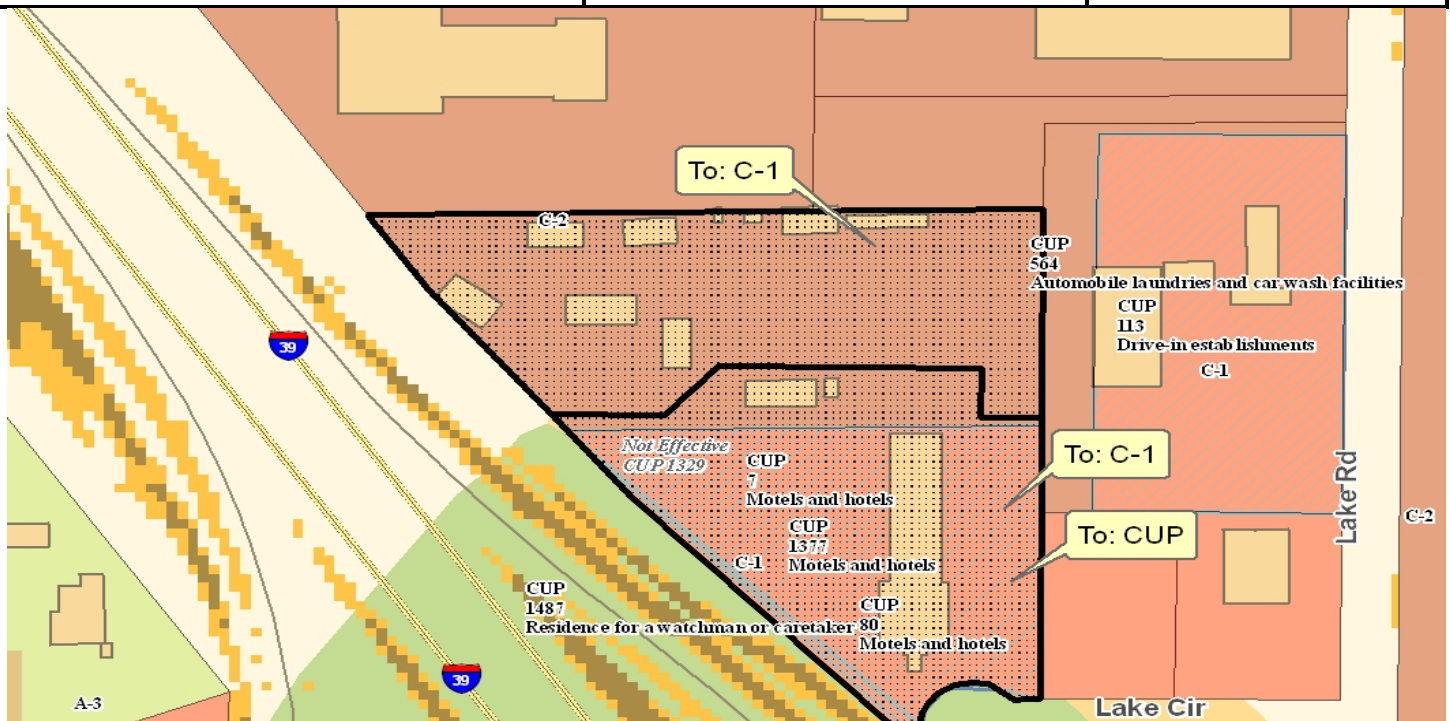 To: C-1
C-2
CUP
564
Automobile laundries and car wash facilities
CUP
113
Drive-in establishments
C-1
39
Not Effective
CUP 1329
CUP
7
Motels and hotels
To: C-1
CUP
1377
Motels and hotels
C-1
To: CUP
Lake Rd
C-2
CUP
1487
Residence for a watchman or caretaker
CUP
80
Motels and hotels
39
A-3
Lake Cir